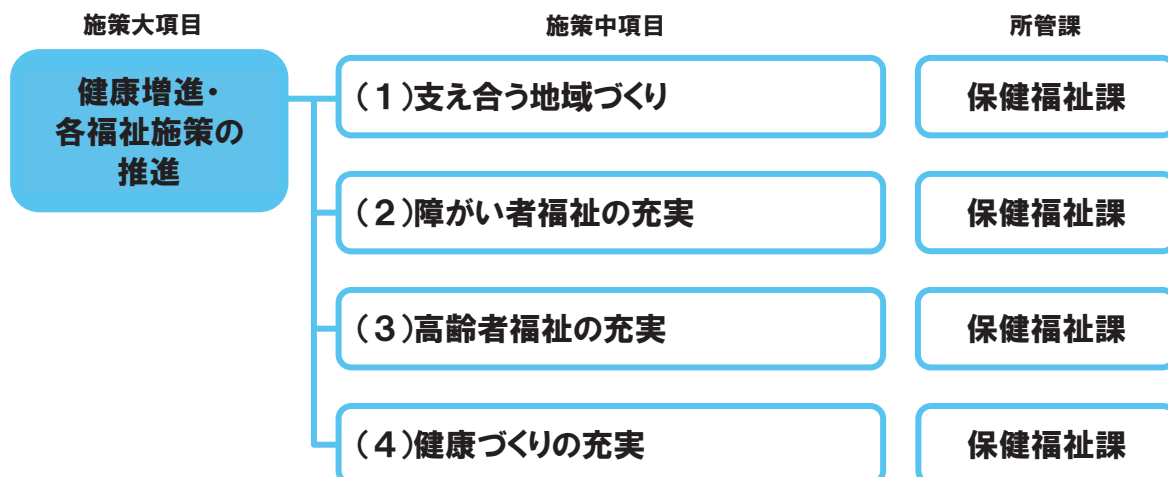 施策大項目
施策中項目
所管課
健康増進・
各福祉施策の
推進
（1）支え合う地域づくり
保健福祉課
（2）障がい者福祉の充実
保健福祉課
（3）高齢者福祉の充実
保健福祉課
（4）健康づくりの充実
保健福祉課